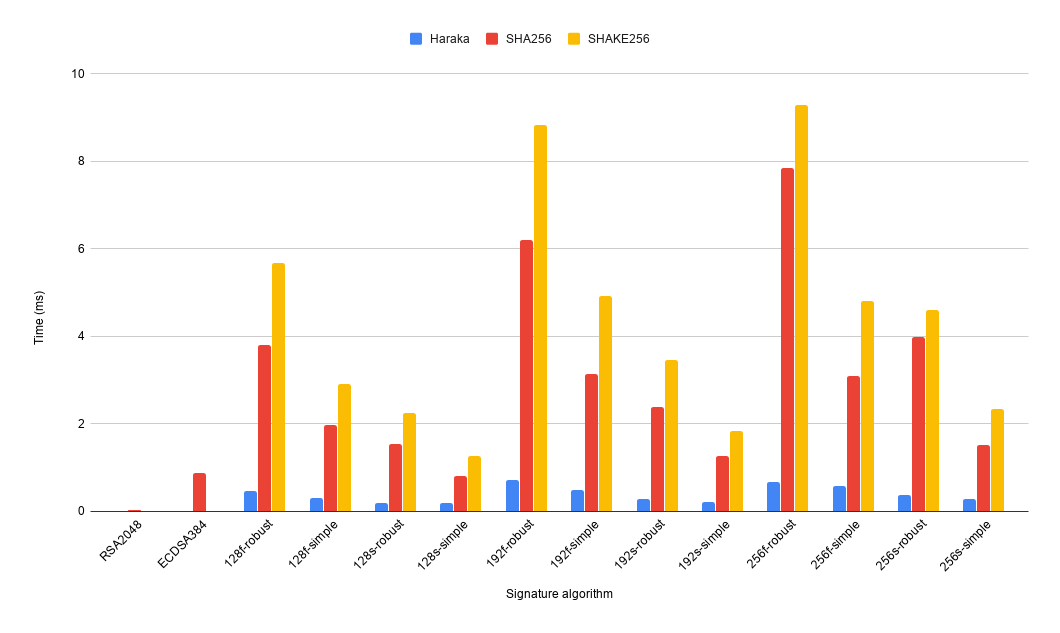 Haraka SHA256 SHAKE256
10
8
6
4
2
0
Time (ms)
RSA2048
ECDSA384
128f-robust
128f-simple
128s-robust
128s-simple
192f-robust
192f-simple
192s-robust
192s-simple
256f-robust
256f-simple
256s-robust
256s-simple
Signature algorithm